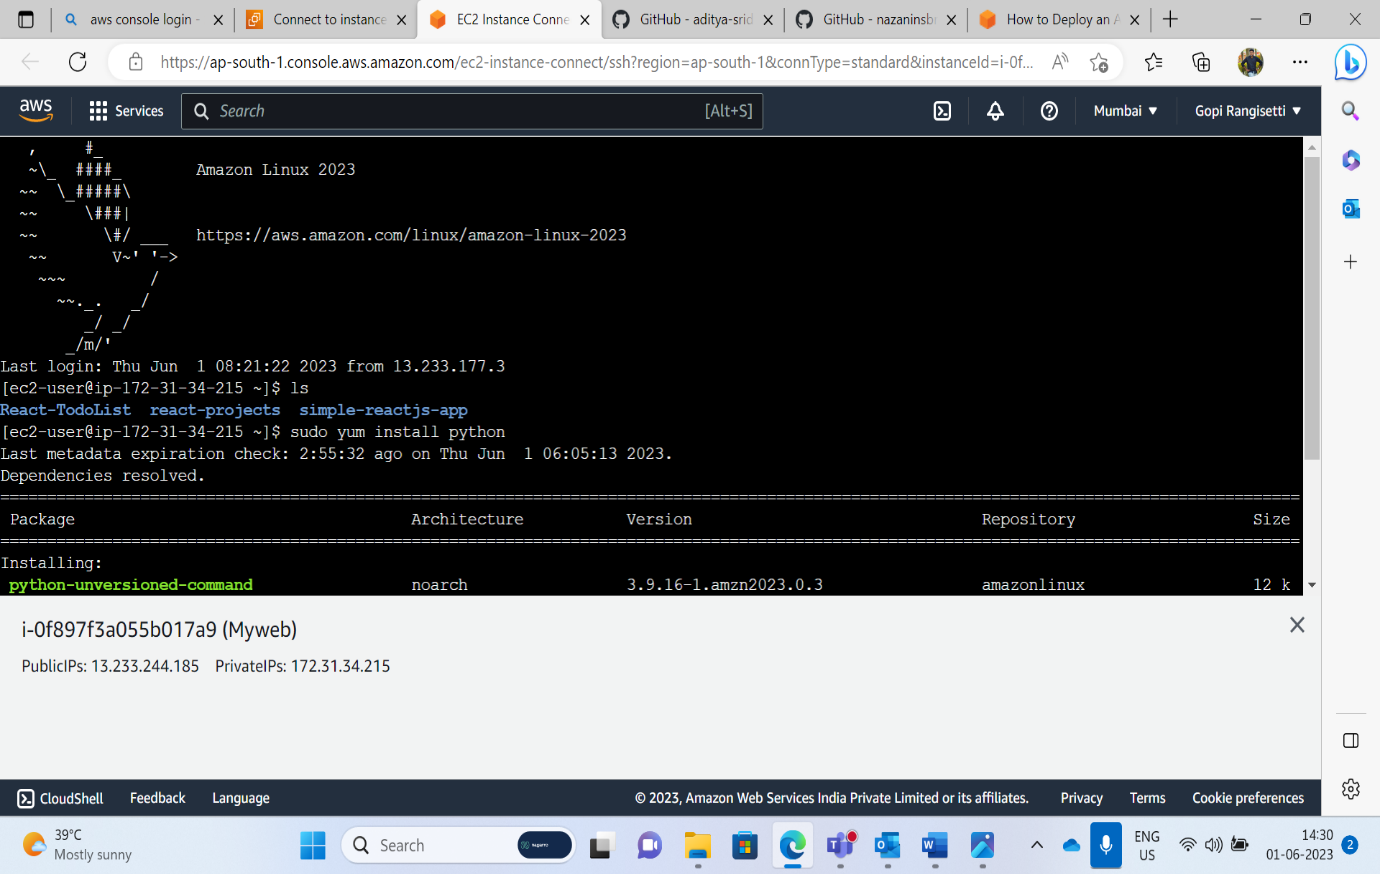 aws console login -
Connect to instance
EC2 Instance Conne
GitHub - aditya-srid
GitHub - nazaninsb
How to Deploy an A
https://ap-south-1.console.aws.amazon.com/ec2-instance-connect/ssh?region=ap-south-1&connType=standard&instanceId=i-0f...
aws
Services
Search
[Alt+S]
Mumbai
Gopi Rangisetti
   ,     #_
   ~\_  ####_        Amazon Linux 2023
  ~~  \_#####\
  ~~     \###|
  ~~       \#/ ___   https://aws.amazon.com/linux/amazon-linux-2023
   ~~       V~' '->
    ~~~         /
      ~~._.   _/
         _/ _/
       _/m/'
Last login: Thu Jun  1 08:21:22 2023 from 13.233.177.3
[ec2-user@ip-172-31-34-215 ~]$ ls
React-TodoList  react-projects  simple-reactjs-app
[ec2-user@ip-172-31-34-215 ~]$ sudo yum install python
Last metadata expiration check: 2:55:32 ago on Thu Jun  1 06:05:13 2023.
Dependencies resolved.
Package Architecture Version Repository Size
Installing:
python-unversioned-command noarch 3.9.16-1.amzn2023.0.3 amazonlinux 12 k
i-0f897f3a055b017a9 (Myweb)
PublicIPs: 13.233.244.185 PrivateIPs: 172.31.34.215
CloudShell Feedback Language © 2023, Amazon Web Services India Private Limited or its affiliates. Privacy Terms Cookie preferences
39°C
Mostly sunny
Search
ENG
US
14:30
01-06-2023
2